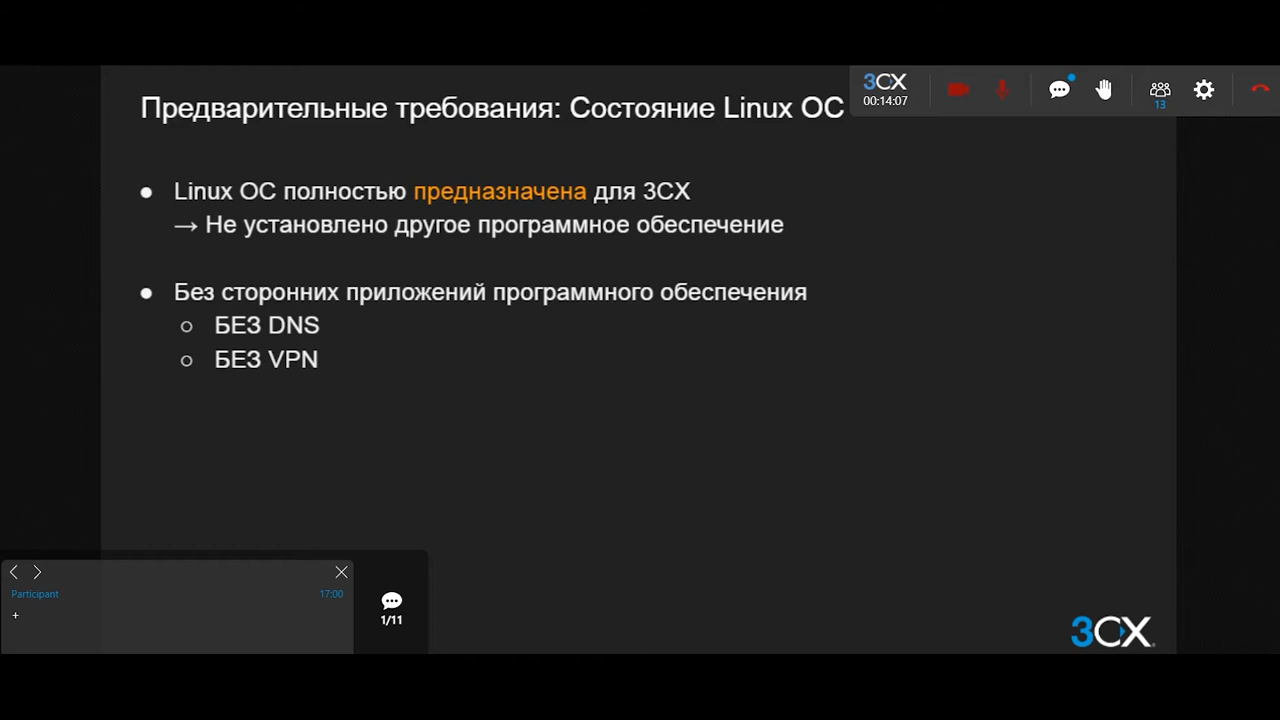 3CX
00:14:07
13
Предварительные требования: Состояние Linux ОС
Linux ОС полностью предназначена для 3CX
→ Не установлено другое программное обеспечение
Без сторонних приложений программного обеспечения
БЕЗ DNS
БЕЗ VPN
Participant 17:00
+
1/11
3CX